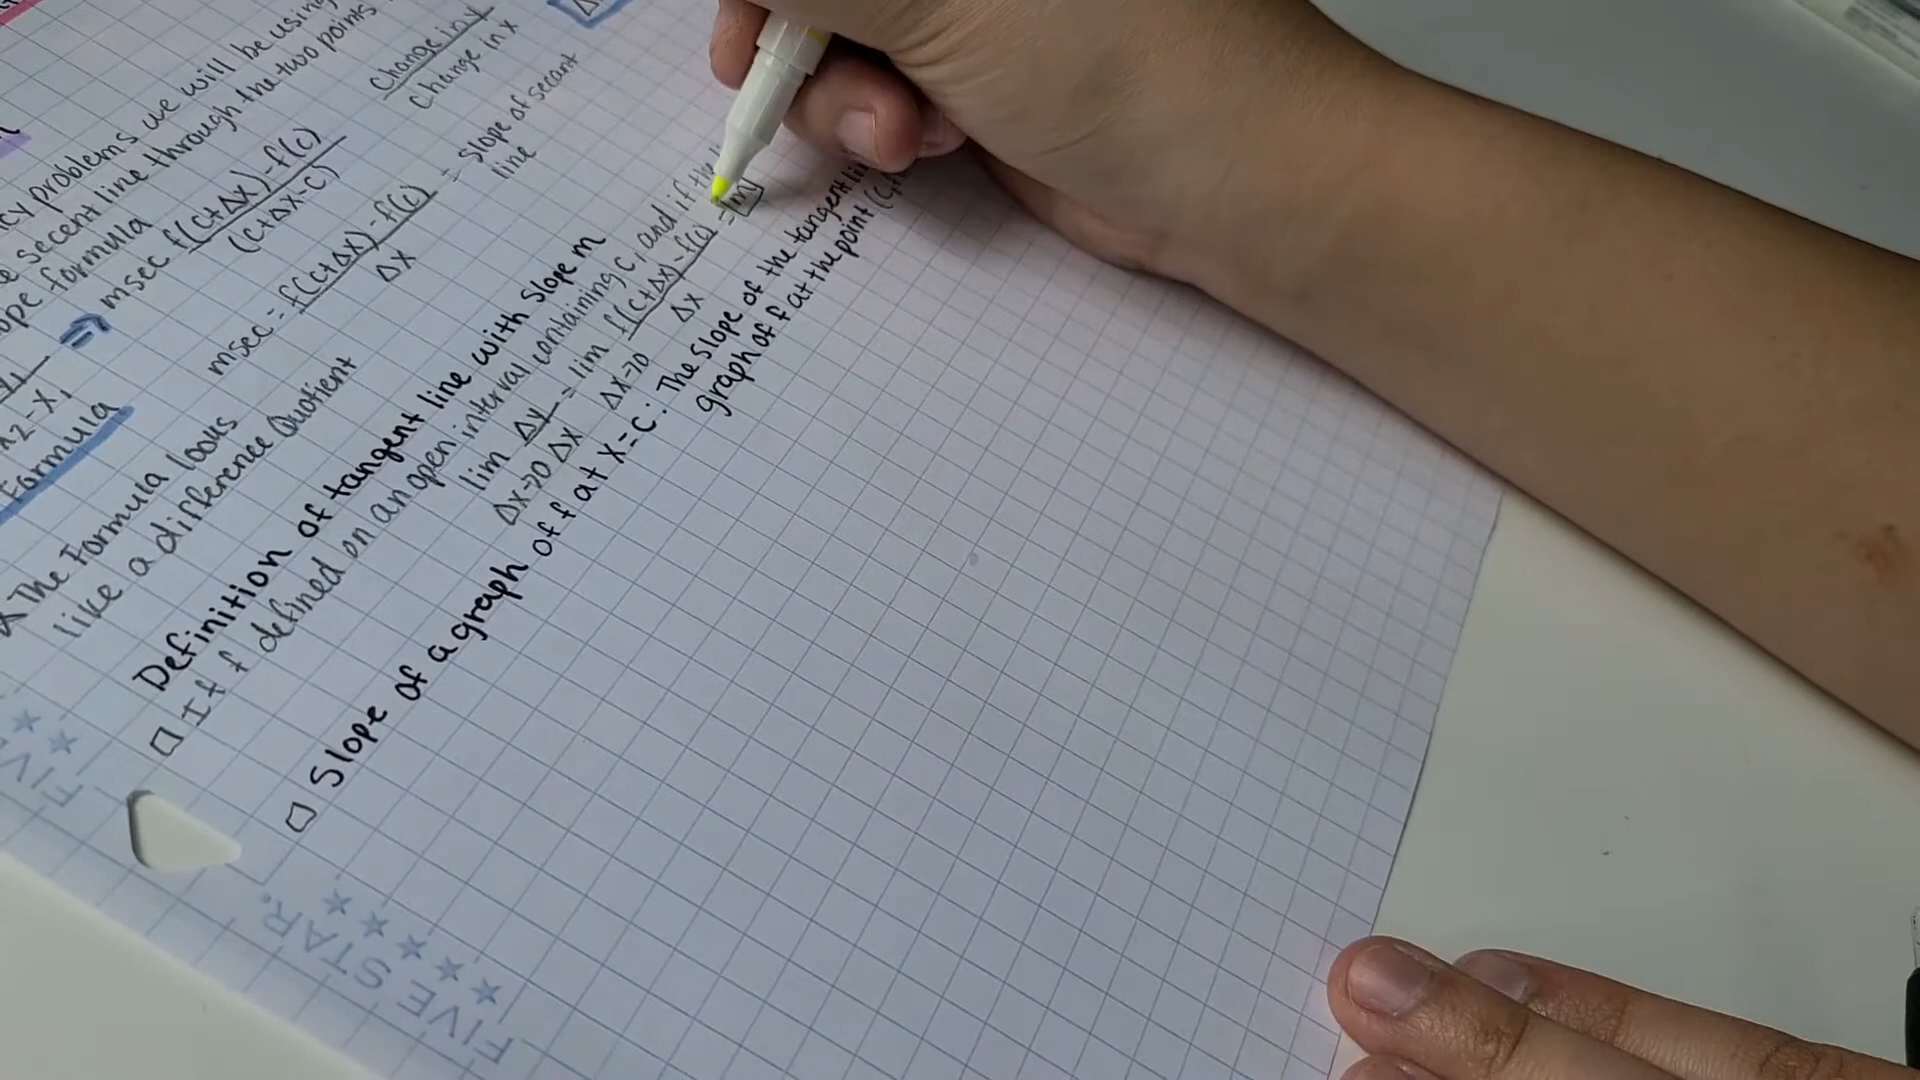 cy problems we will be using
secent line through the two points
ope formula
Change in y
Change in x
⇒ msec f(c+Δx)-f(c)
(c+Δx-c)
x2-x1
Formula
msec = f(c+Δx)-f(c) = slope of secant
Δx line
The Formula looks
like a difference Quotient
Definition of tangent line with Slope m
□ If f defined on an open interval containing c, and if the
lim Δy = lim f(c+Δx)-f(c) = m
Δx→0 Δx Δx→0 Δx
□ Slope of a graph of f at x=c: The slope of the tangent
graph of f at the point (c,
FIVE STAR.
FIV